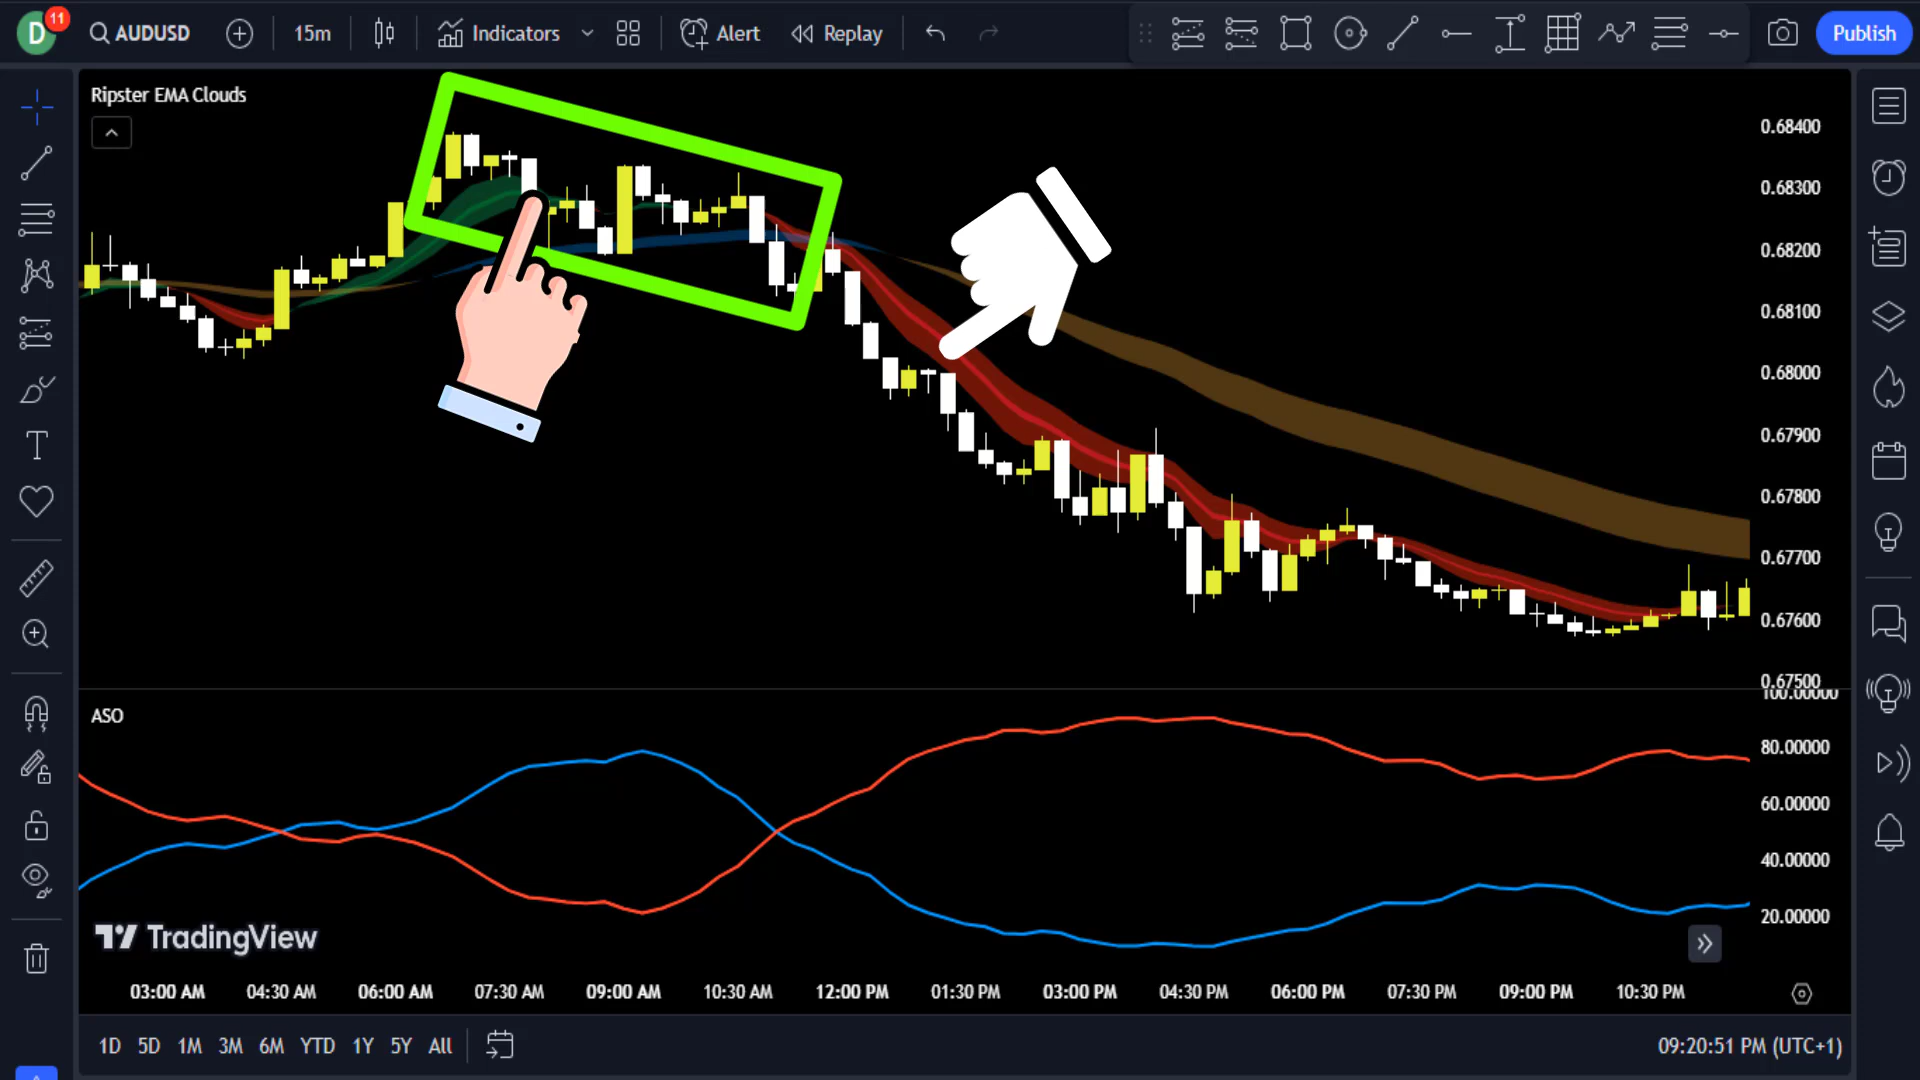 D 11 AUDUSD 15m Indicators Alert Replay Publish
Ripster EMA Clouds
0.68400
0.68300
0.68200
0.68100
0.68000
0.67900
0.67800
0.67700
0.67600
0.67500
100.00000
ASO
80.00000
60.00000
40.00000
20.00000
TradingView
03:00 AM 04:30 AM 06:00 AM 07:30 AM 09:00 AM 10:30 AM 12:00 PM 01:30 PM 03:00 PM 04:30 PM 06:00 PM 07:30 PM 09:00 PM 10:30 PM
1D 5D 1M 3M 6M YTD 1Y 5Y All 09:20:51 PM (UTC+1)